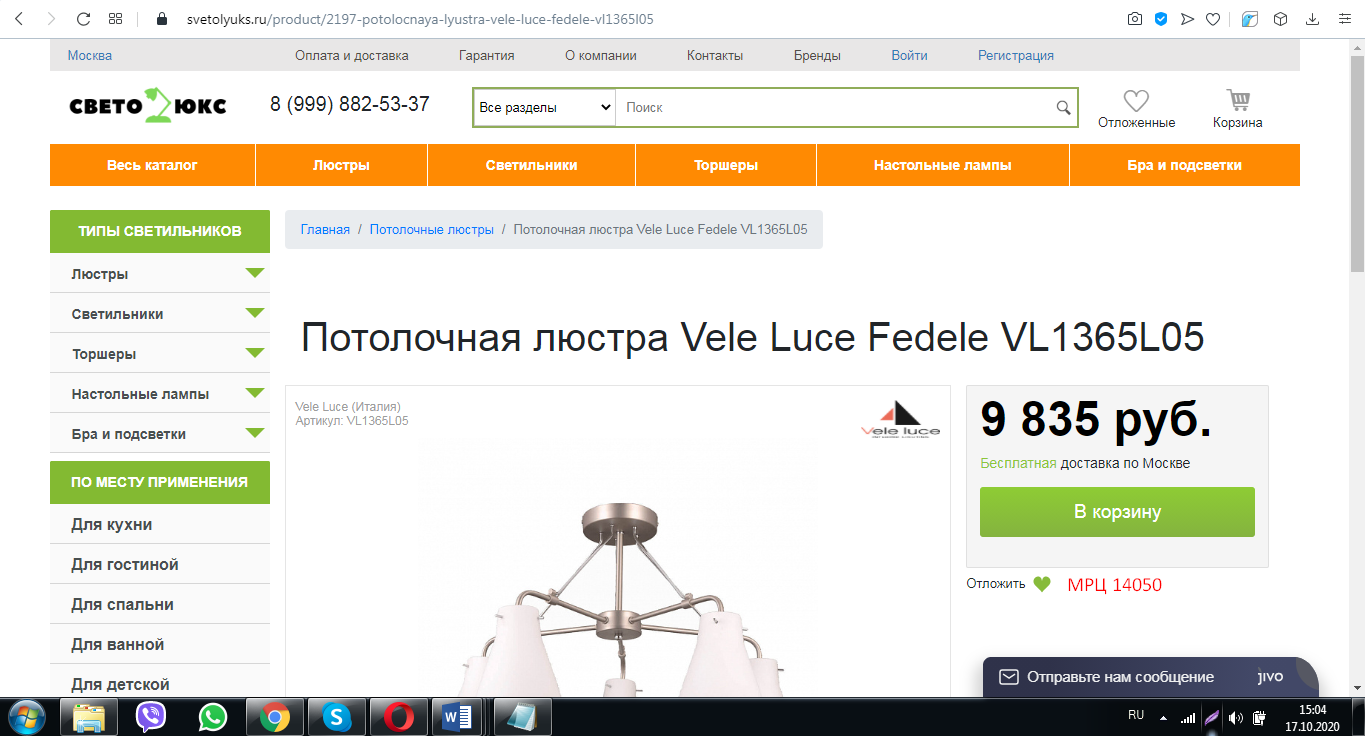 svetolyuks.ru/product/2197-potolocnaya-lyustra-vele-luce-fedele-vl1365l05
Москва Оплата и доставка Гарантия О компании Контакты Бренды Войти Регистрация
СВЕТО ЮКС 8 (999) 882-53-37 Все разделы Поиск Отложенные Корзина
Весь каталог Люстры Светильники Торшеры Настольные лампы Бра и подсветки
ТИПЫ СВЕТИЛЬНИКОВ
Люстры
Светильники
Торшеры
Настольные лампы
Бра и подсветки
ПО МЕСТУ ПРИМЕНЕНИЯ
Для кухни
Для гостиной
Для спальни
Для ванной
Для детской
Главная / Потолочные люстры / Потолочная люстра Vele Luce Fedele VL1365L05
Потолочная люстра Vele Luce Fedele VL1365L05
Vele Luce (Италия)
Артикул: VL1365L05
Vele luce
9 835 руб.
Бесплатная доставка по Москве
В корзину
Отложить МРЦ 14050
Отправьте нам сообщение jivo
RU 15:04
17.10.2020